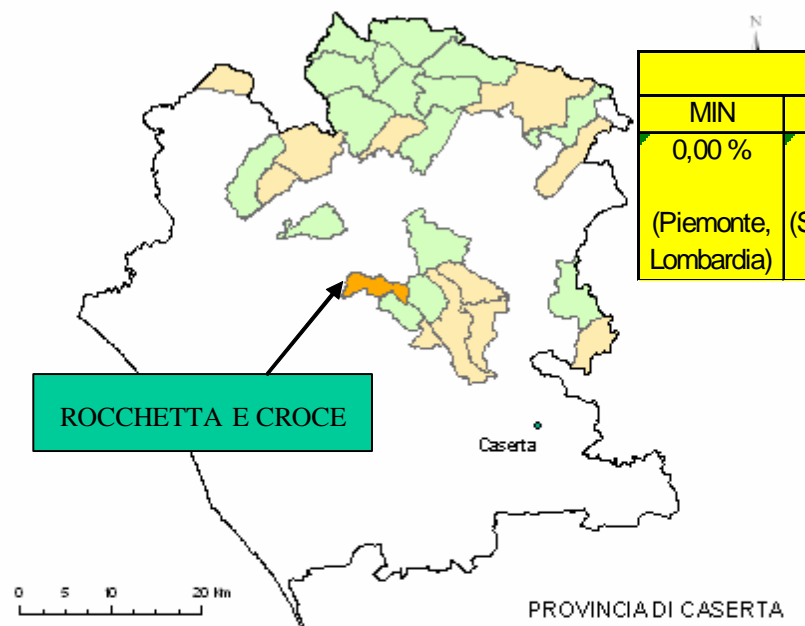 N
MIN
0,00 %
(Piemonte, (S
Lombardia)
ROCCHETTA E CROCE
Caserta
0 5 10 20 Km
PROVINCIA DI CASERTA